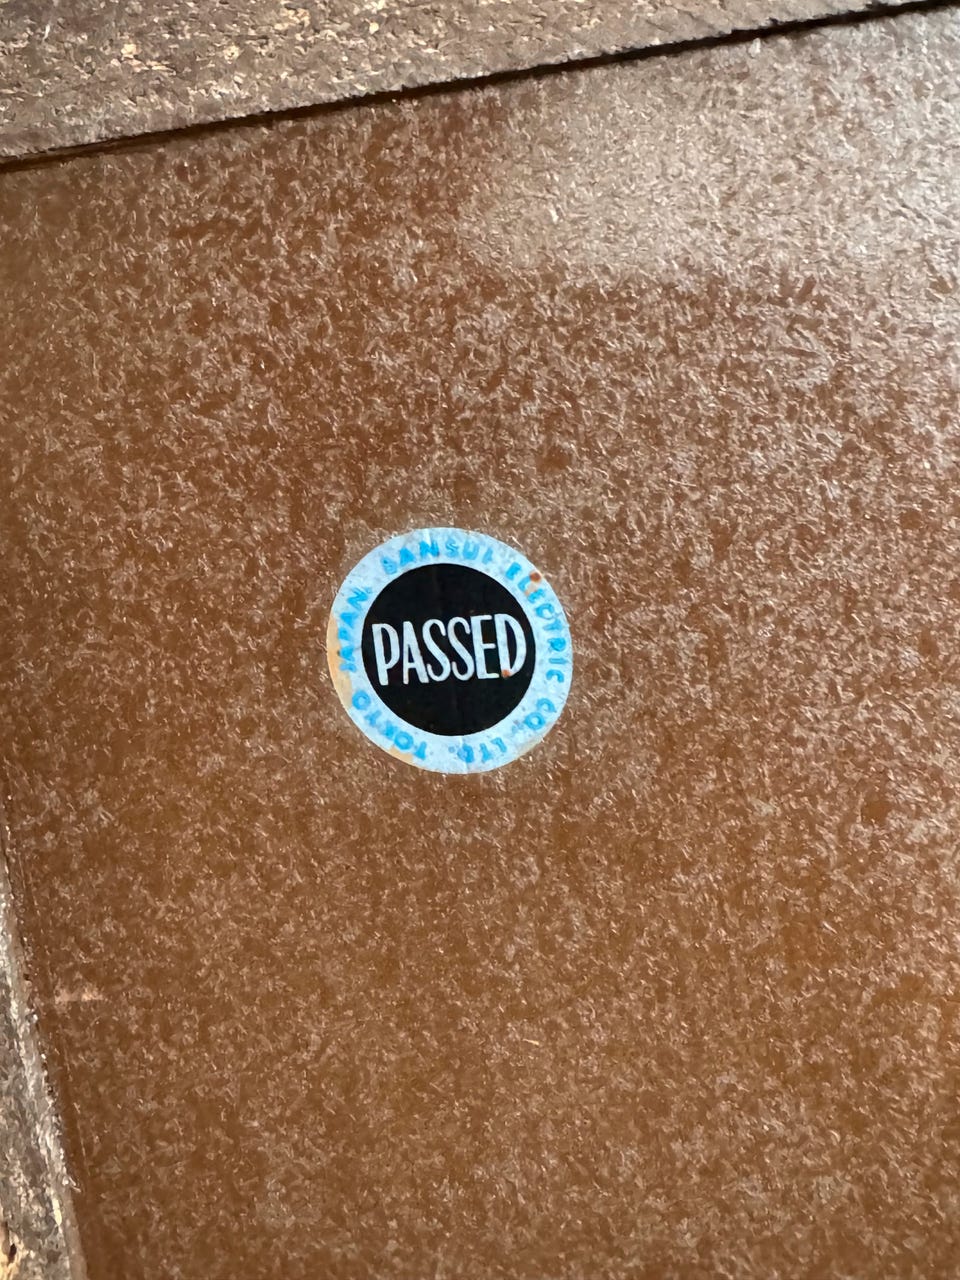 SANSUI ELECTRIC CO., LTD. TOKYO JAPAN.
PASSED